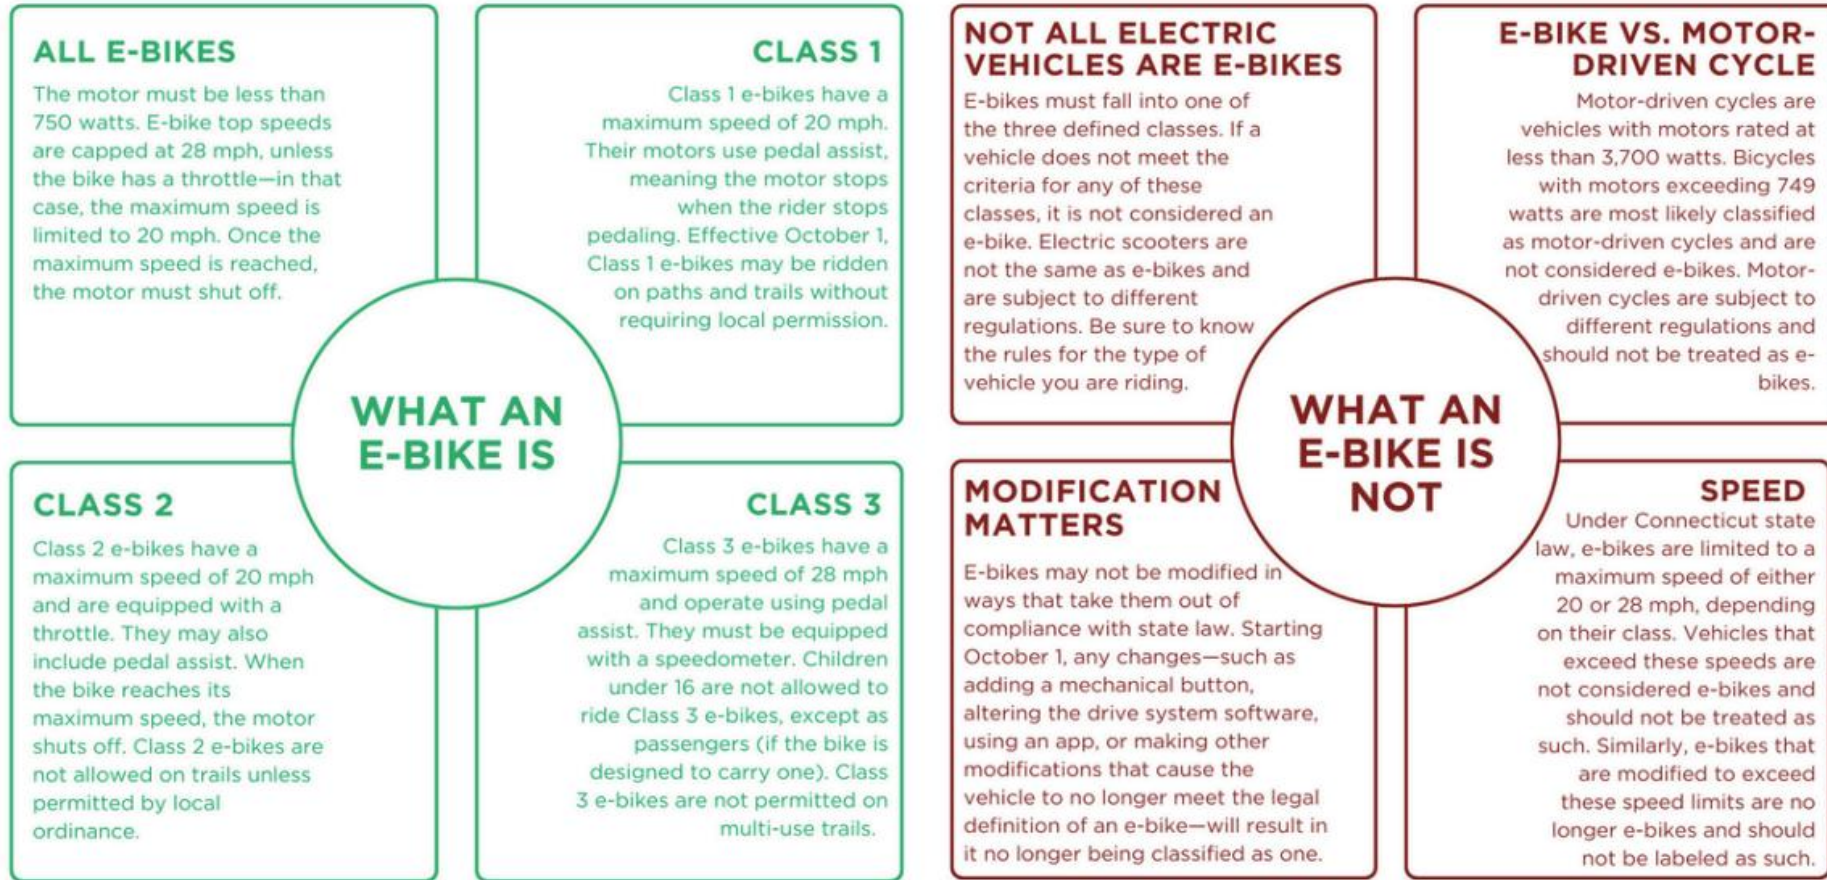 ALL E-BIKES
The motor must be less than
750 watts. E-bike top speeds
are capped at 28 mph, unless
the bike has a throttle—in that
case, the maximum speed is
limited to 20 mph. Once the
maximum speed is reached,
the motor must shut off.
CLASS 1
Class 1 e-bikes have a
maximum speed of 20 mph.
Their motors use pedal assist,
meaning the motor stops
when the rider stops
pedaling. Effective October 1,
Class 1 e-bikes may be ridden
on paths and trails without
requiring local permission.
WHAT AN
E-BIKE IS
CLASS 2
Class 2 e-bikes have a
maximum speed of 20 mph
and are equipped with a
throttle. They may also
include pedal assist. When
the bike reaches its
maximum speed, the motor
shuts off. Class 2 e-bikes are
not allowed on trails unless
permitted by local
ordinance.
CLASS 3
Class 3 e-bikes have a
maximum speed of 28 mph
and operate using pedal
assist. They must be equipped
with a speedometer. Children
under 16 are not allowed to
ride Class 3 e-bikes, except as
passengers (if the bike is
designed to carry one). Class
3 e-bikes are not permitted on
multi-use trails.
NOT ALL ELECTRIC
VEHICLES ARE E-BIKES
E-bikes must fall into one of
the three defined classes. If a
vehicle does not meet the
criteria for any of these
classes, it is not considered an
e-bike. Electric scooters are
not the same as e-bikes and
are subject to different
regulations. Be sure to know
the rules for the type of
vehicle you are riding.
E-BIKE VS. MOTOR-
DRIVEN CYCLE
Motor-driven cycles are
vehicles with motors rated at
less than 3,700 watts. Bicycles
with motors exceeding 749
watts are most likely classified
as motor-driven cycles and are
not considered e-bikes. Motor-
driven cycles are subject to
different regulations and
should not be treated as e-
bikes.
WHAT AN
E-BIKE IS
NOT
MODIFICATION
MATTERS
E-bikes may not be modified in
ways that take them out of
compliance with state law. Starting
October 1, any changes—such as
adding a mechanical button,
altering the drive system software,
using an app, or making other
modifications that cause the
vehicle to no longer meet the legal
definition of an e-bike—will result in
it no longer being classified as one.
SPEED
Under Connecticut state
law, e-bikes are limited to a
maximum speed of either
20 or 28 mph, depending
on their class. Vehicles that
exceed these speeds are
not considered e-bikes and
should not be treated as
such. Similarly, e-bikes that
are modified to exceed
these speed limits are no
longer e-bikes and should
not be labeled as such.